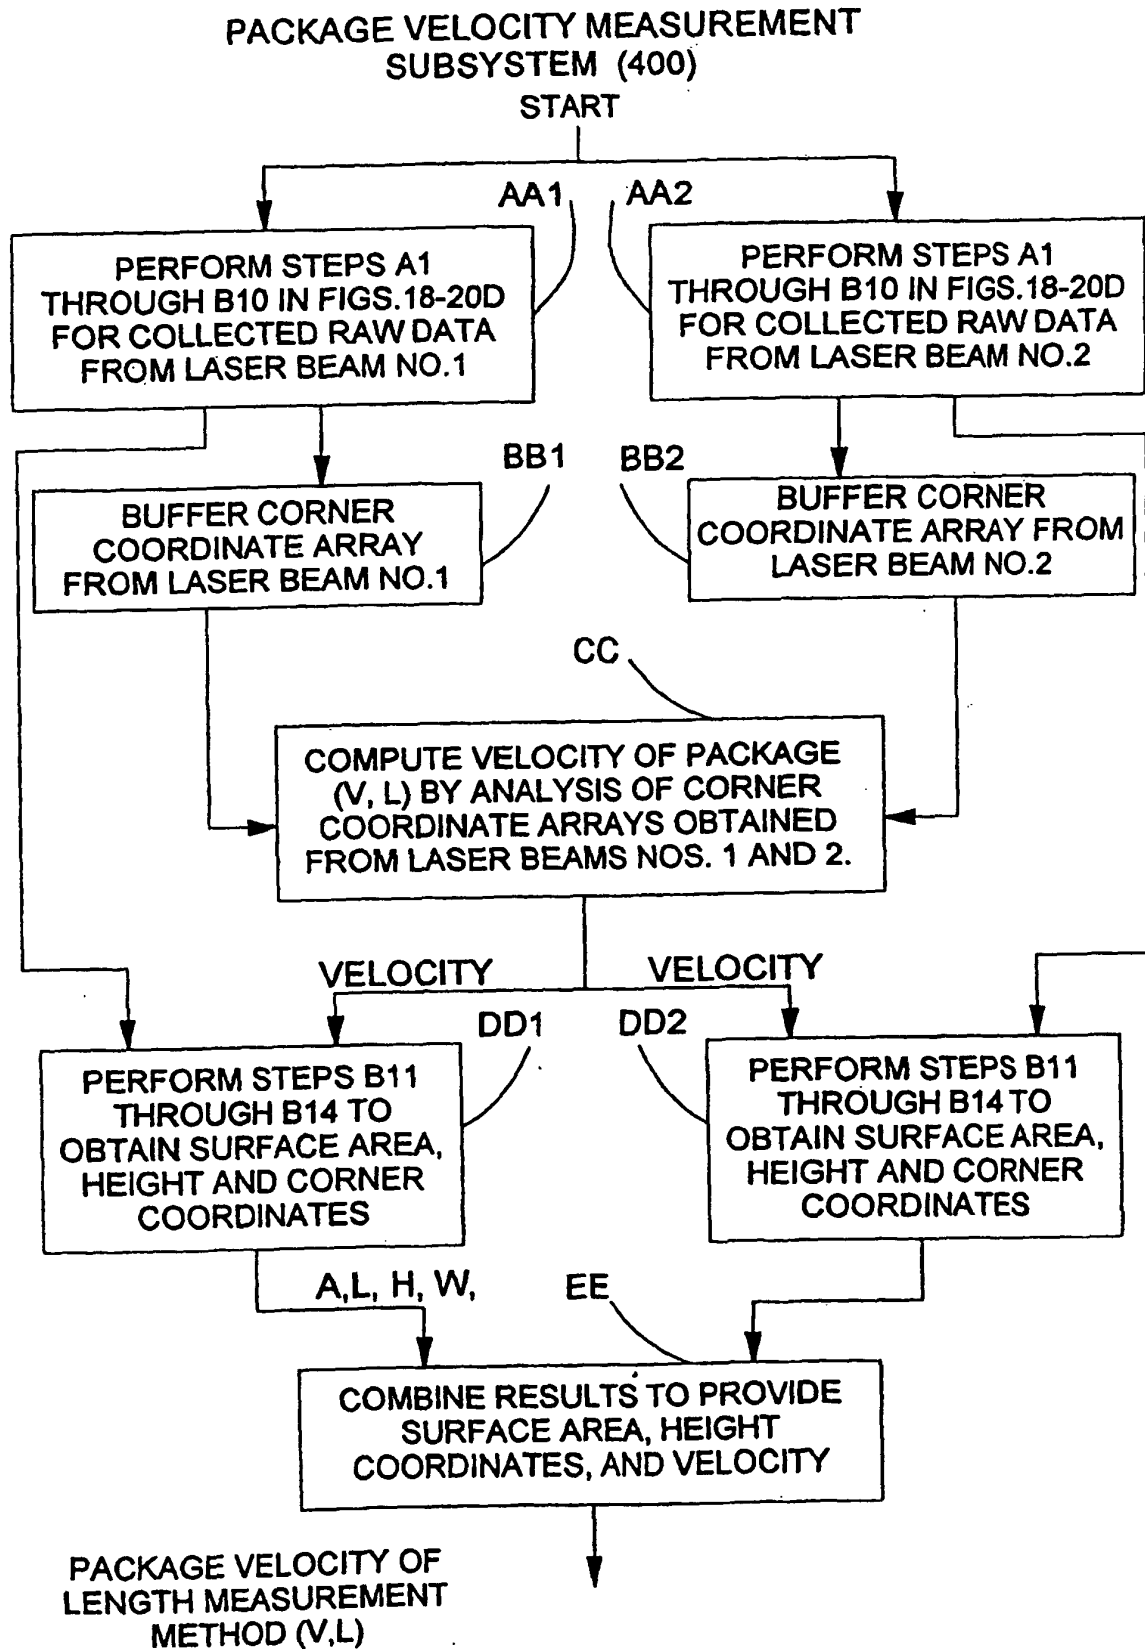 PACKAGE VELOCITY MEASUREMENT
SUBSYSTEM (400)
START
AA1
AA2
PERFORM STEPS A1
THROUGH B10 IN FIGS.18-20D
FOR COLLECTED RAW DATA
FROM LASER BEAM NO.1
PERFORM STEPS A1
THROUGH B10 IN FIGS.18-20D
FOR COLLECTED RAW DATA
FROM LASER BEAM NO.2
BB1
BB2
BUFFER CORNER
COORDINATE ARRAY
FROM LASER BEAM NO.1
BUFFER CORNER
COORDINATE ARRAY FROM
LASER BEAM NO.2
CC
COMPUTE VELOCITY OF PACKAGE
(V, L) BY ANALYSIS OF CORNER
COORDINATE ARRAYS OBTAINED
FROM LASER BEAMS NOS. 1 AND 2.
VELOCITY
VELOCITY
DD1
DD2
PERFORM STEPS B11
THROUGH B14 TO
OBTAIN SURFACE AREA,
HEIGHT AND CORNER
COORDINATES
PERFORM STEPS B11
THROUGH B14 TO
OBTAIN SURFACE AREA,
HEIGHT AND CORNER
COORDINATES
A,L, H, W,
EE
COMBINE RESULTS TO PROVIDE
SURFACE AREA, HEIGHT
COORDINATES, AND VELOCITY
PACKAGE VELOCITY OF
LENGTH MEASUREMENT
METHOD (V,L)